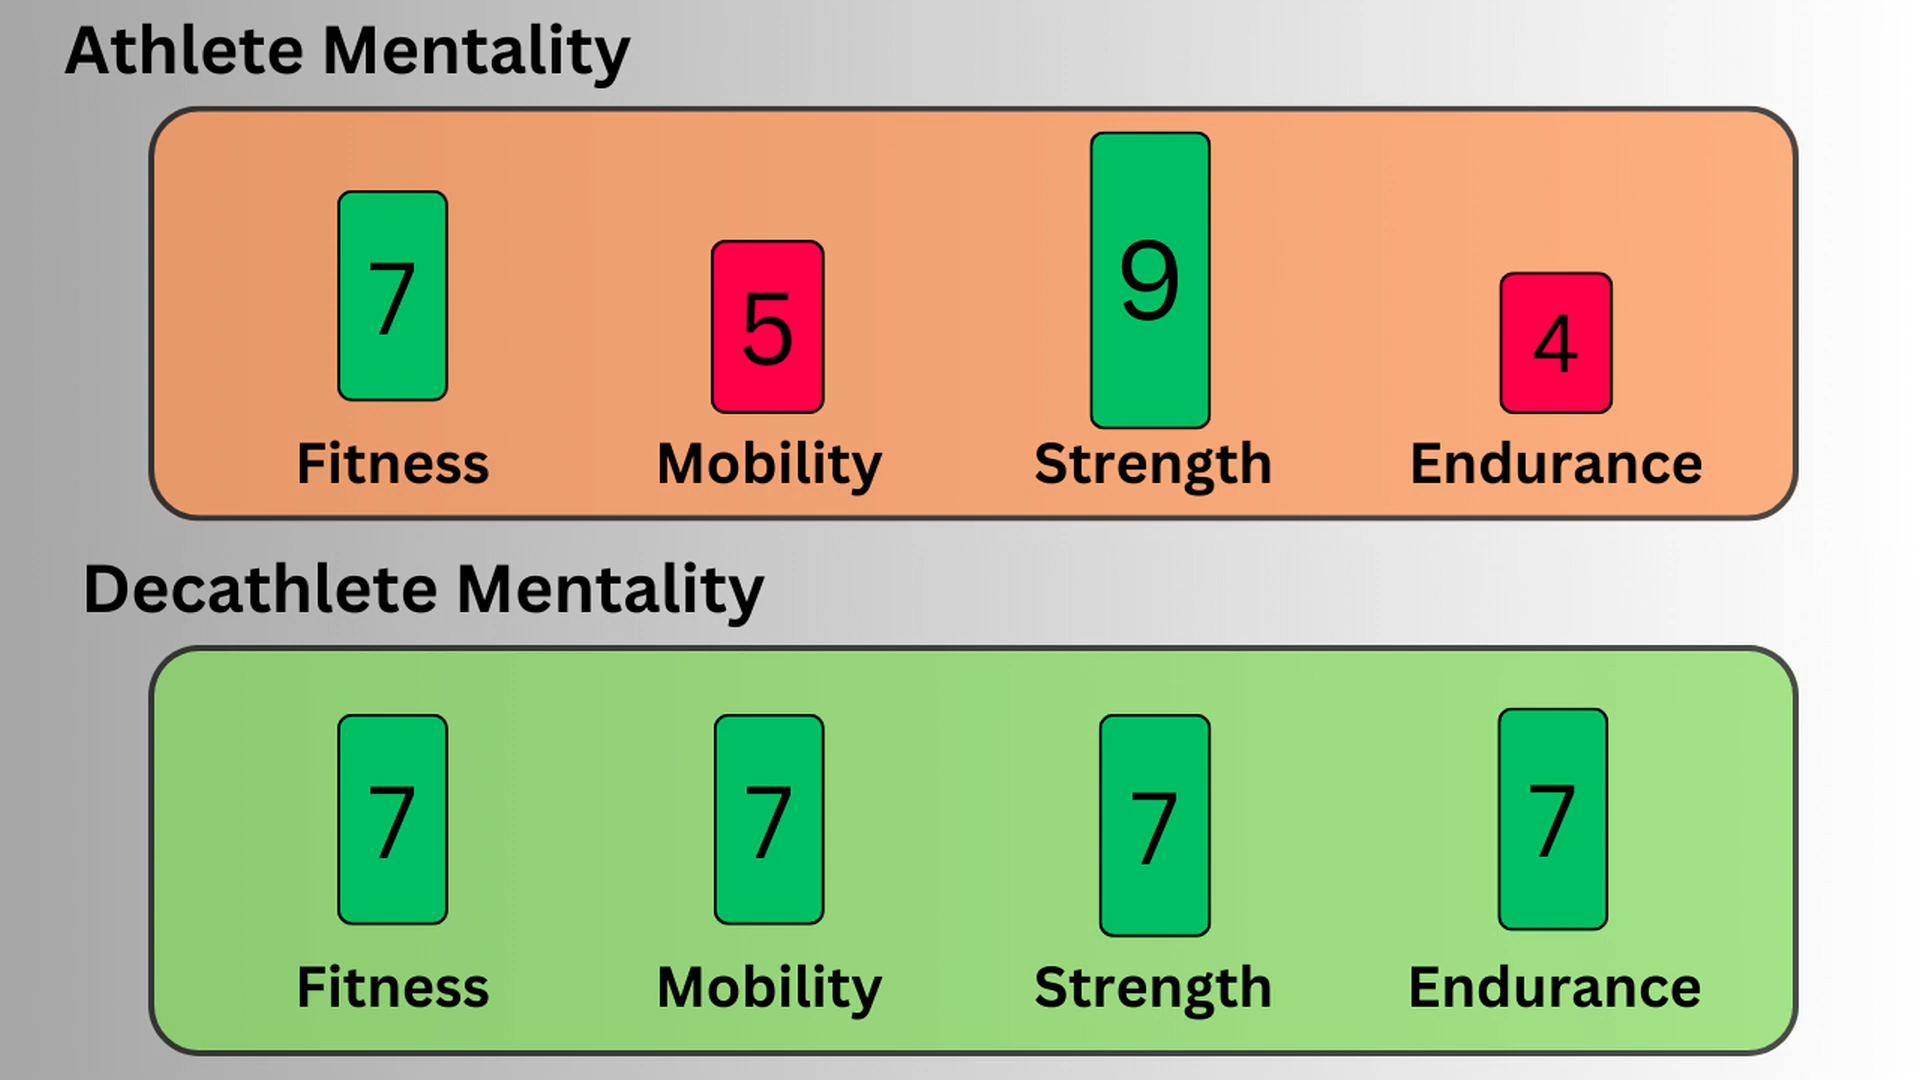 Athlete Mentality
7 5 9 4
Fitness Mobility Strength Endurance
Decathlete Mentality
7 7 7 7
Fitness Mobility Strength Endurance